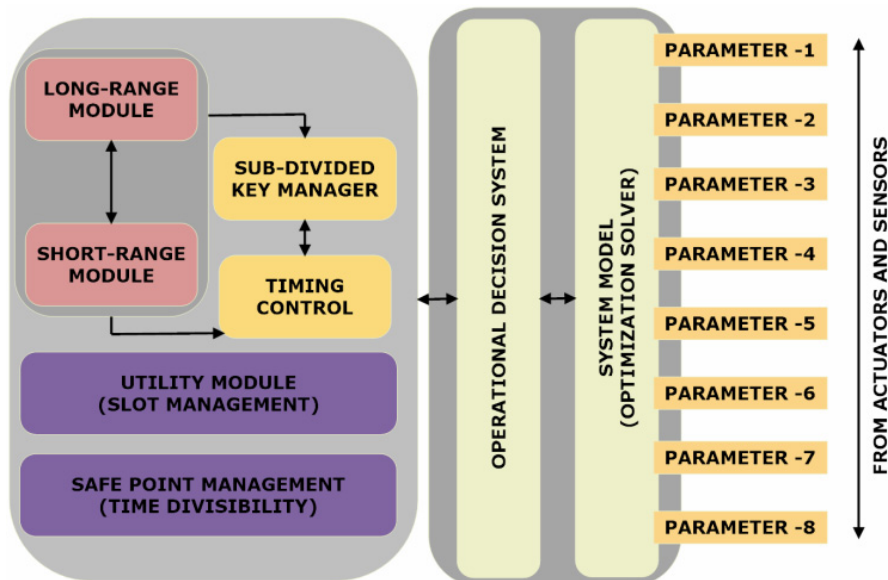 LONG-RANGE
MODULE
SUB-DIVIDED
KEY MANAGER
SHORT-RANGE
MODULE
TIMING
CONTROL
UTILITY MODULE
(SLOT MANAGEMENT)
SAFE POINT MANAGEMENT
(TIME DIVISIBILITY)
OPERATIONAL DECISION SYSTEM
SYSTEM MODEL
(OPTIMIZATION SOLVER)
PARAMETER -1
PARAMETER -2
PARAMETER -3
PARAMETER -4
PARAMETER -5
PARAMETER -6
PARAMETER -7
PARAMETER -8
FROM ACTUATORS AND SENSORS